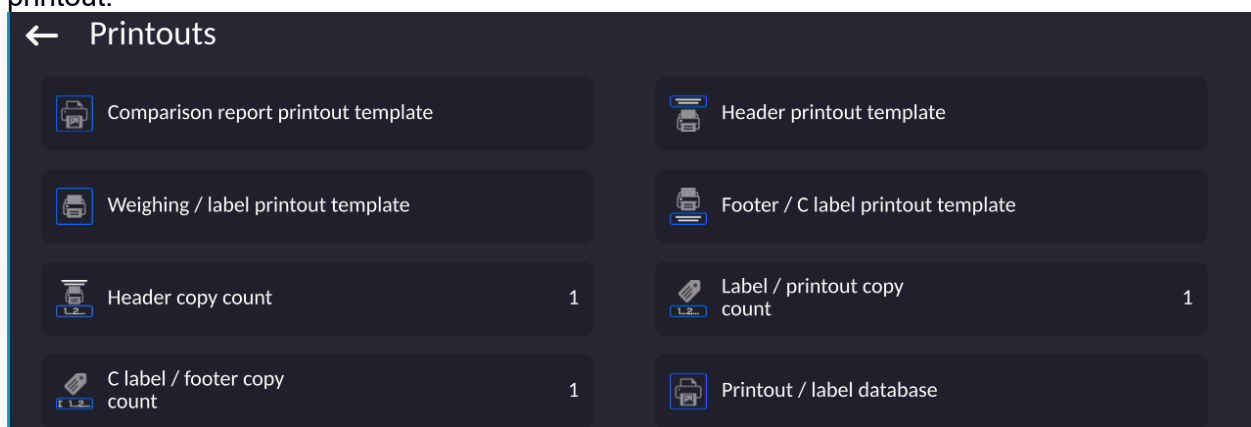 printout.
Printouts
Comparison report printout template
Header printout template
Weighing / label printout template
Footer / C label printout template
Header copy count 1
Label / printout copy
count 1
C label / footer copy
count 1
Printout / label database